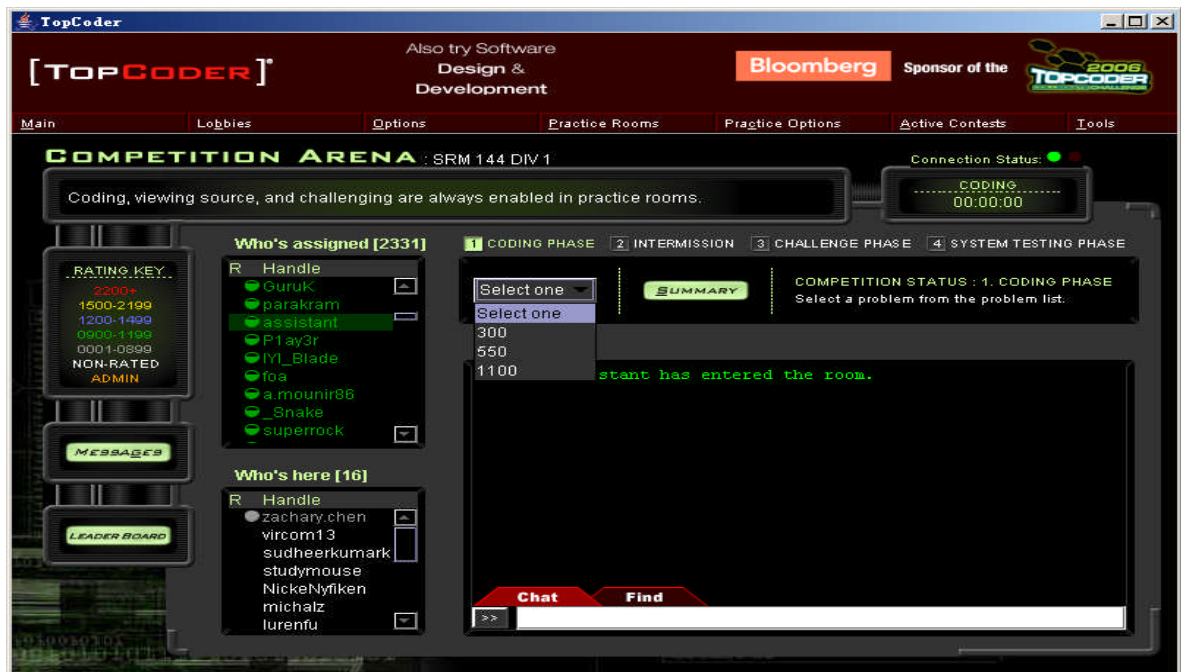 TopCoder
[TOPCODER]
Also try Software
Design &
Development
Bloomberg
Sponsor of the
2006
TOPCODER
Main
Lobbies
Options
Practice Rooms
Practice Options
Active Contests
Tools
COMPETITION ARENA : SRM 144 DIV 1
Connection Status:
Coding, viewing source, and challenging are always enabled in practice rooms.
CODING
00:00:00
RATING KEY
2200+
1500-2199
1200-1499
0900-1199
0001-0899
NON-RATED
ADMIN
MESSAGES
LEADER BOARD
Who's assigned [2331]
R Handle
GuruK
parakram
assistant
P1ay3r
IYI_Blade
foa
a.mounir86
_Snake
superrock
Who's here [16]
R Handle
zachary.chen
vircom13
sudheerkumark
studymouse
NickeNyfiken
michalz
lurenfu
1 CODING PHASE 2 INTERMISSION 3 CHALLENGE PHASE 4 SYSTEM TESTING PHASE
Select one
Select one
300
550
1100
SUMMARY
COMPETITION STATUS : 1. CODING PHASE
Select a problem from the problem list.
stant has entered the room.
Chat
Find
>>